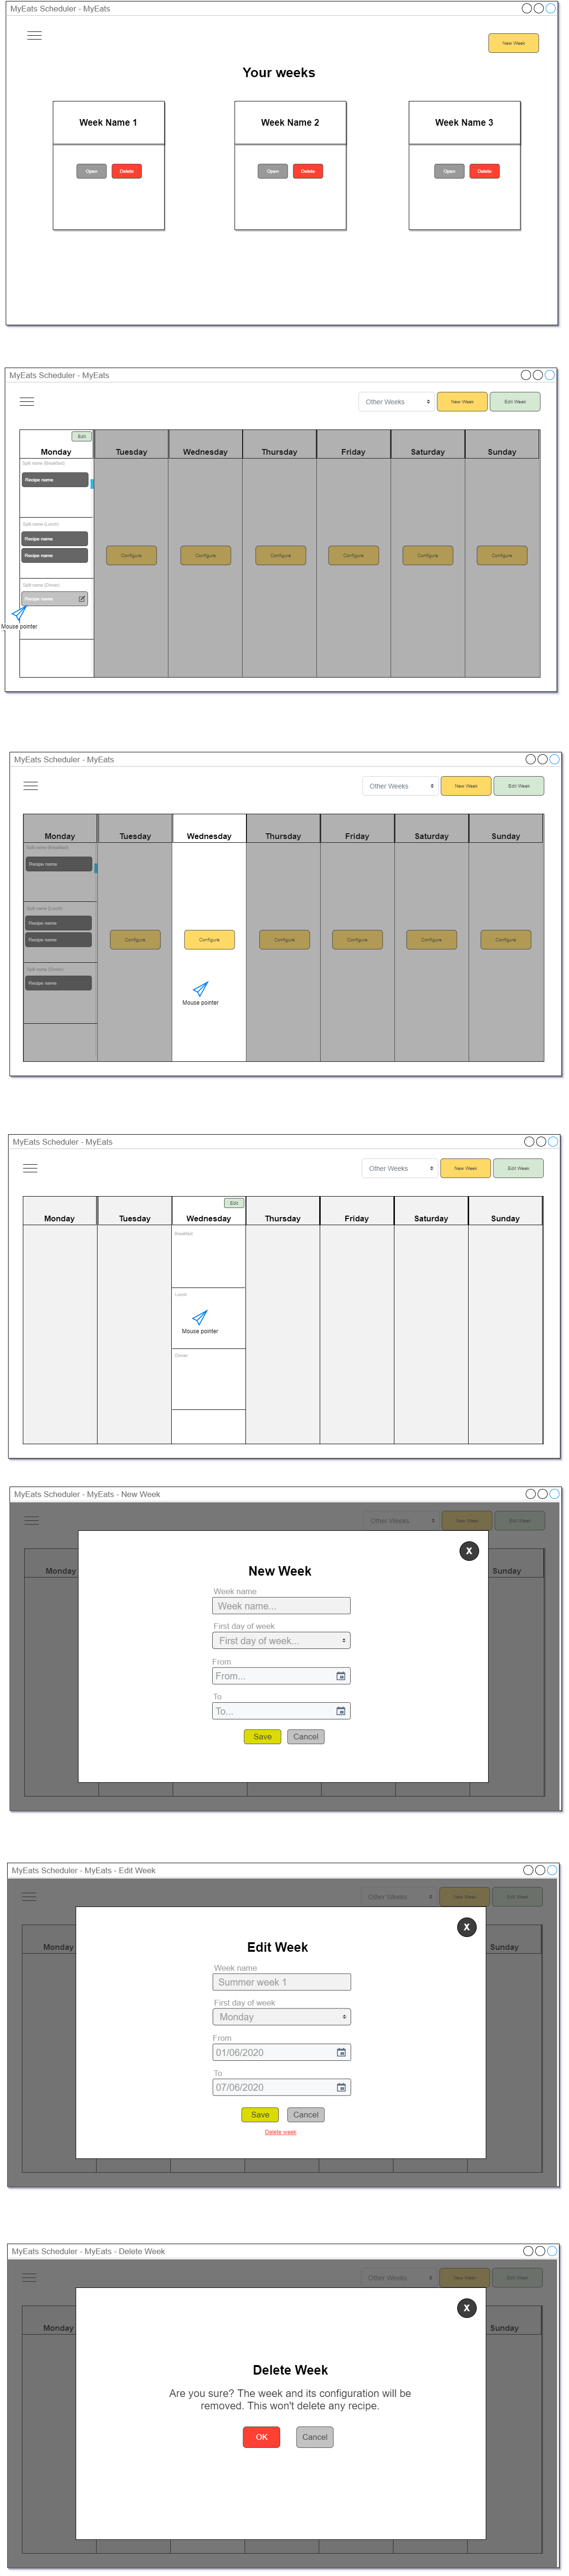 MyEats Scheduler - MyEats
New Week
Your weeks
Week Name 1
Week Name 2
Week Name 3
Open
Delete
Open
Delete
Open
Delete
MyEats Scheduler - MyEats
Other Weeks
New Week
Edit Week
Edit
Monday
Tuesday
Wednesday
Thursday
Friday
Saturday
Sunday
Split name (Breakfast)
Recipe name
Split name (Lunch)
Recipe name
Recipe name
Configure
Configure
Configure
Configure
Configure
Configure
Split name (Dinner)
Recipe name
Mouse pointer
MyEats Scheduler - MyEats
Other Weeks
New Week
Edit Week
Monday
Tuesday
Wednesday
Thursday
Friday
Saturday
Sunday
Split name (Breakfast)
Recipe name
Split name (Lunch)
Recipe name
Recipe name
Configure
Configure
Configure
Configure
Configure
Configure
Split name (Dinner)
Recipe name
Mouse pointer
MyEats Scheduler - MyEats
Other Weeks
New Week
Edit Week
Edit
Monday
Tuesday
Wednesday
Thursday
Friday
Saturday
Sunday
Breakfast
Lunch
Mouse pointer
Dinner
MyEats Scheduler - MyEats - New Week
Other Weeks
New Week
Edit Week
X
Monday
Sunday
New Week
Week name
Week name...
First day of week
First day of week...
From
From...
To
To...
Save
Cancel
MyEats Scheduler - MyEats - Edit Week
Other Weeks
New Week
Edit Week
X
Monday
Sunday
Edit Week
Week name
Summer week 1
First day of week
Monday
From
01/06/2020
To
07/06/2020
Save
Cancel
Delete week
MyEats Scheduler - MyEats - Delete Week
Other Weeks
New Week
Edit Week
X
Monday
Sunday
Delete Week
Are you sure? The week and its configuration will be
removed. This won't delete any recipe.
OK
Cancel